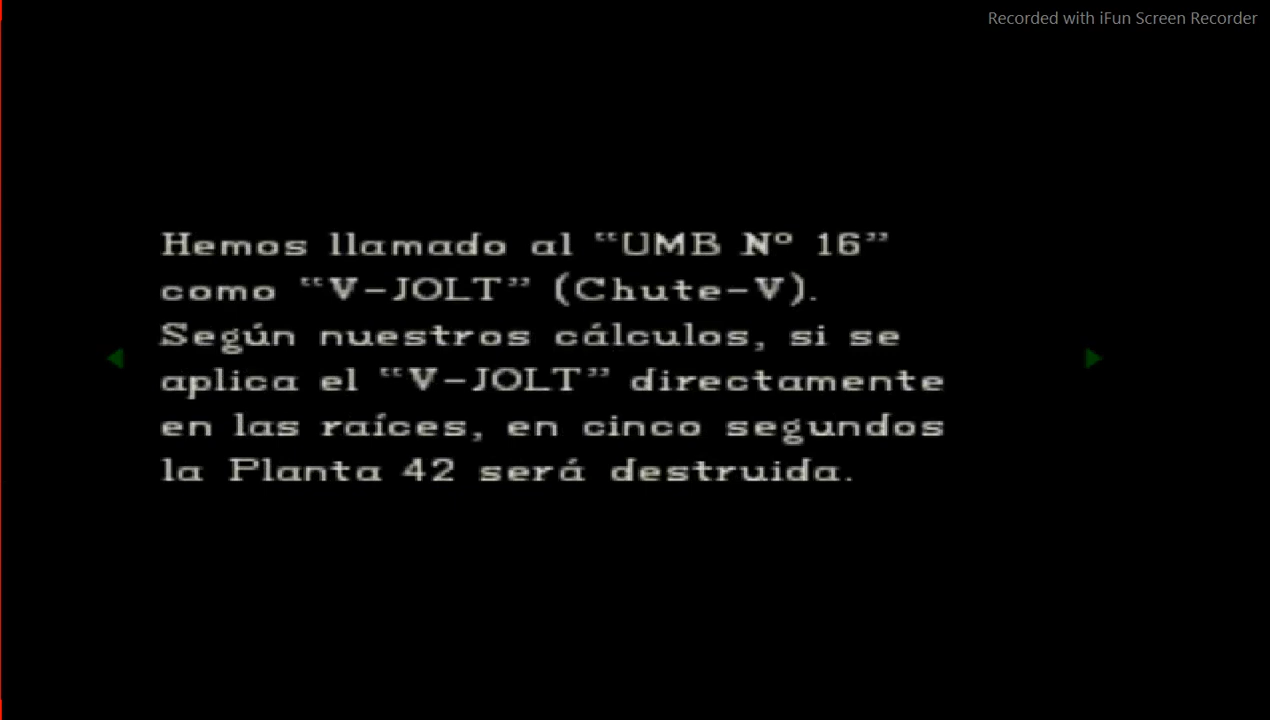 Recorded with iFun Screen Recorder
Hemos llamado al “UMB Nº 16”
como “V-JOLT” (Chute-V).
Según nuestros cálculos, si se
aplica el “V-JOLT” directamente
en las raíces, en cinco segundos
la Planta 42 será destruida.